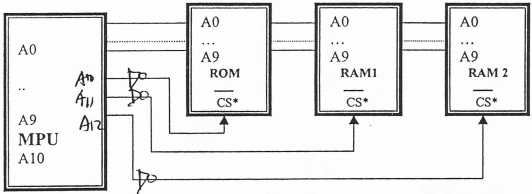 A0 A0 A0 A0
... ... ...
A9 A9 A9
ROM RAM1 RAM 2
CS* CS* CS*
..
A10
A11
A9
A12
MPU
A10